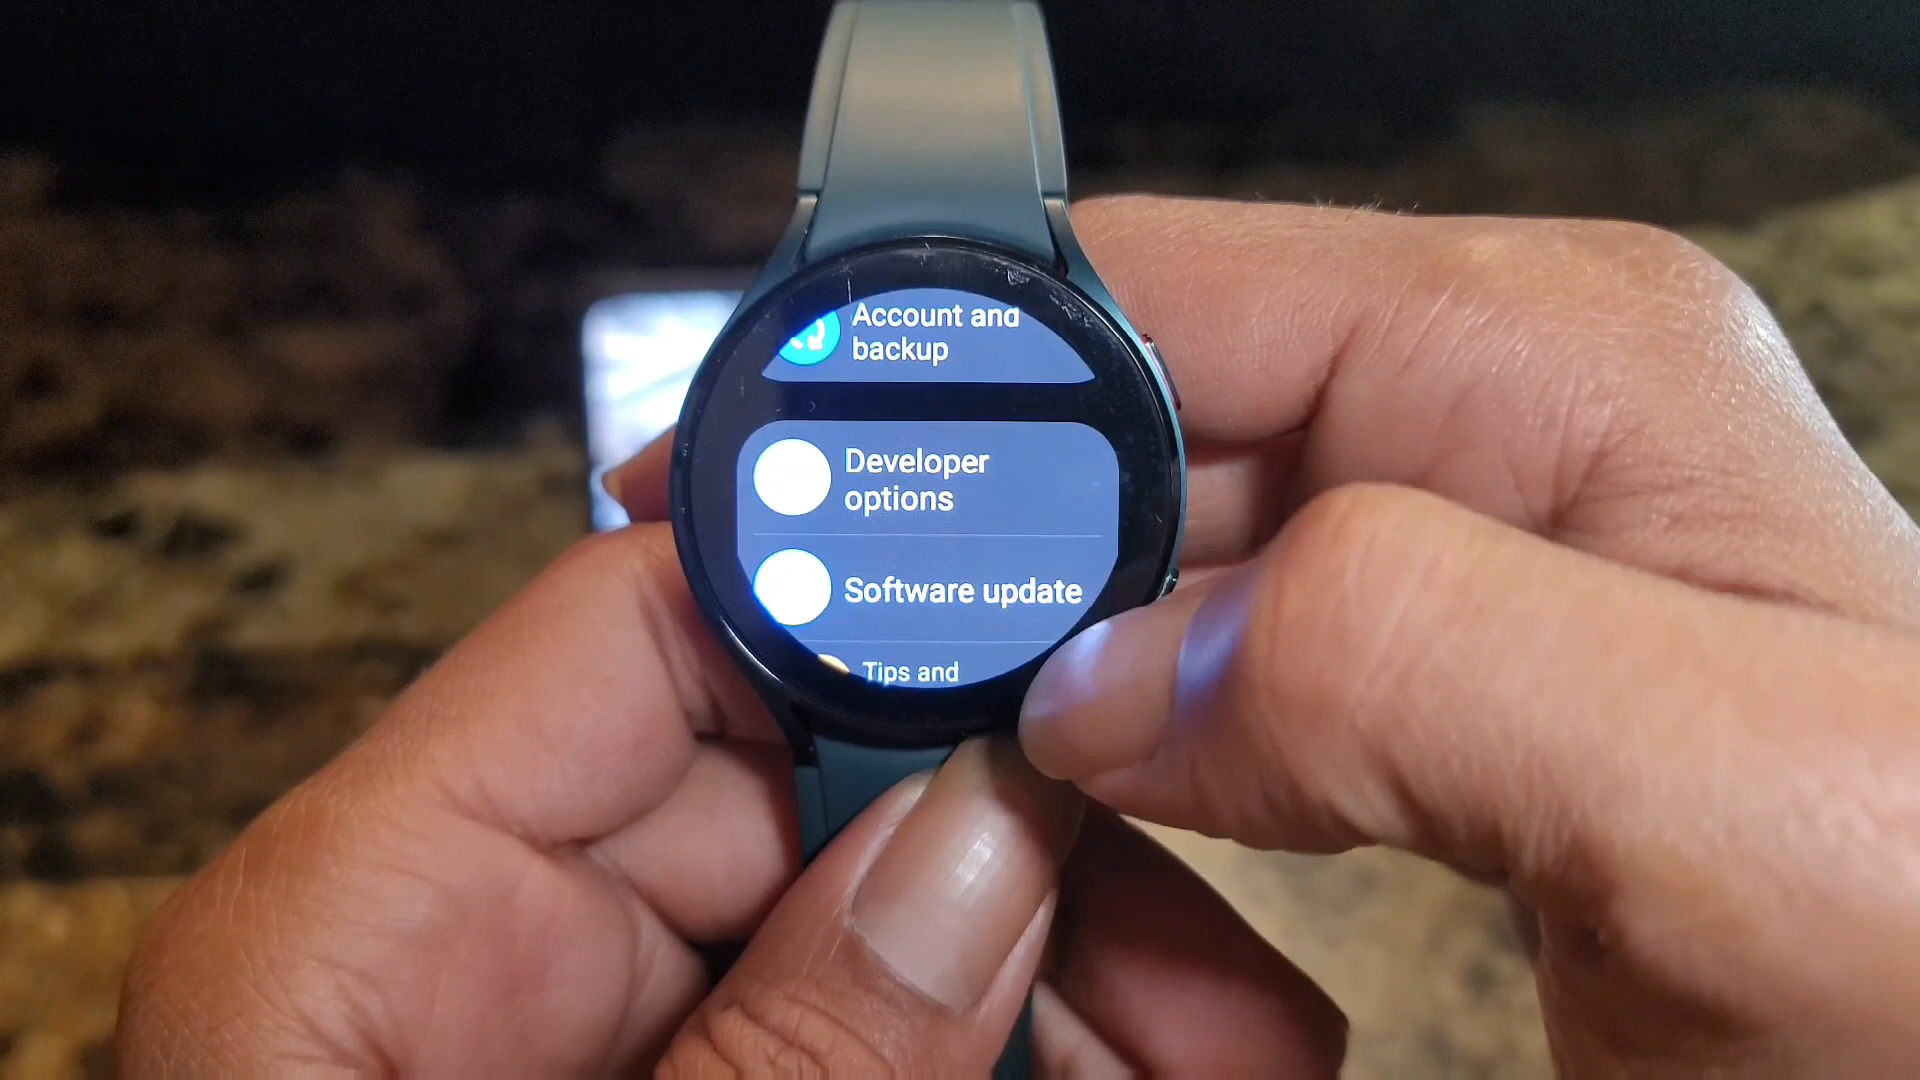 Account and
backup
Developer
options
Software update
Tips and